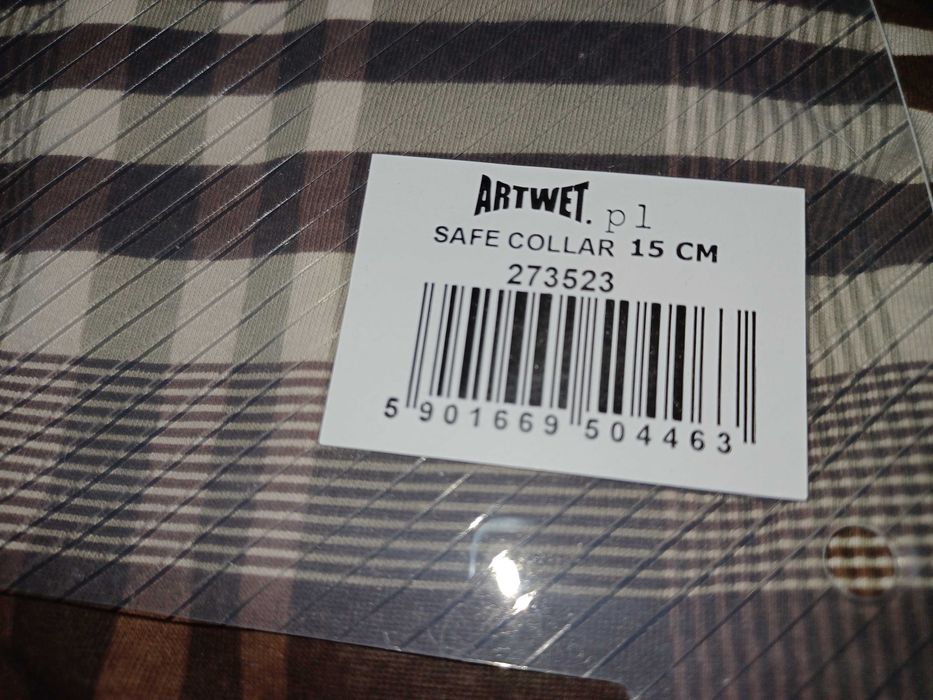 ARTWET.pl
SAFE COLLAR 15 CM
273523
5 901669 504463